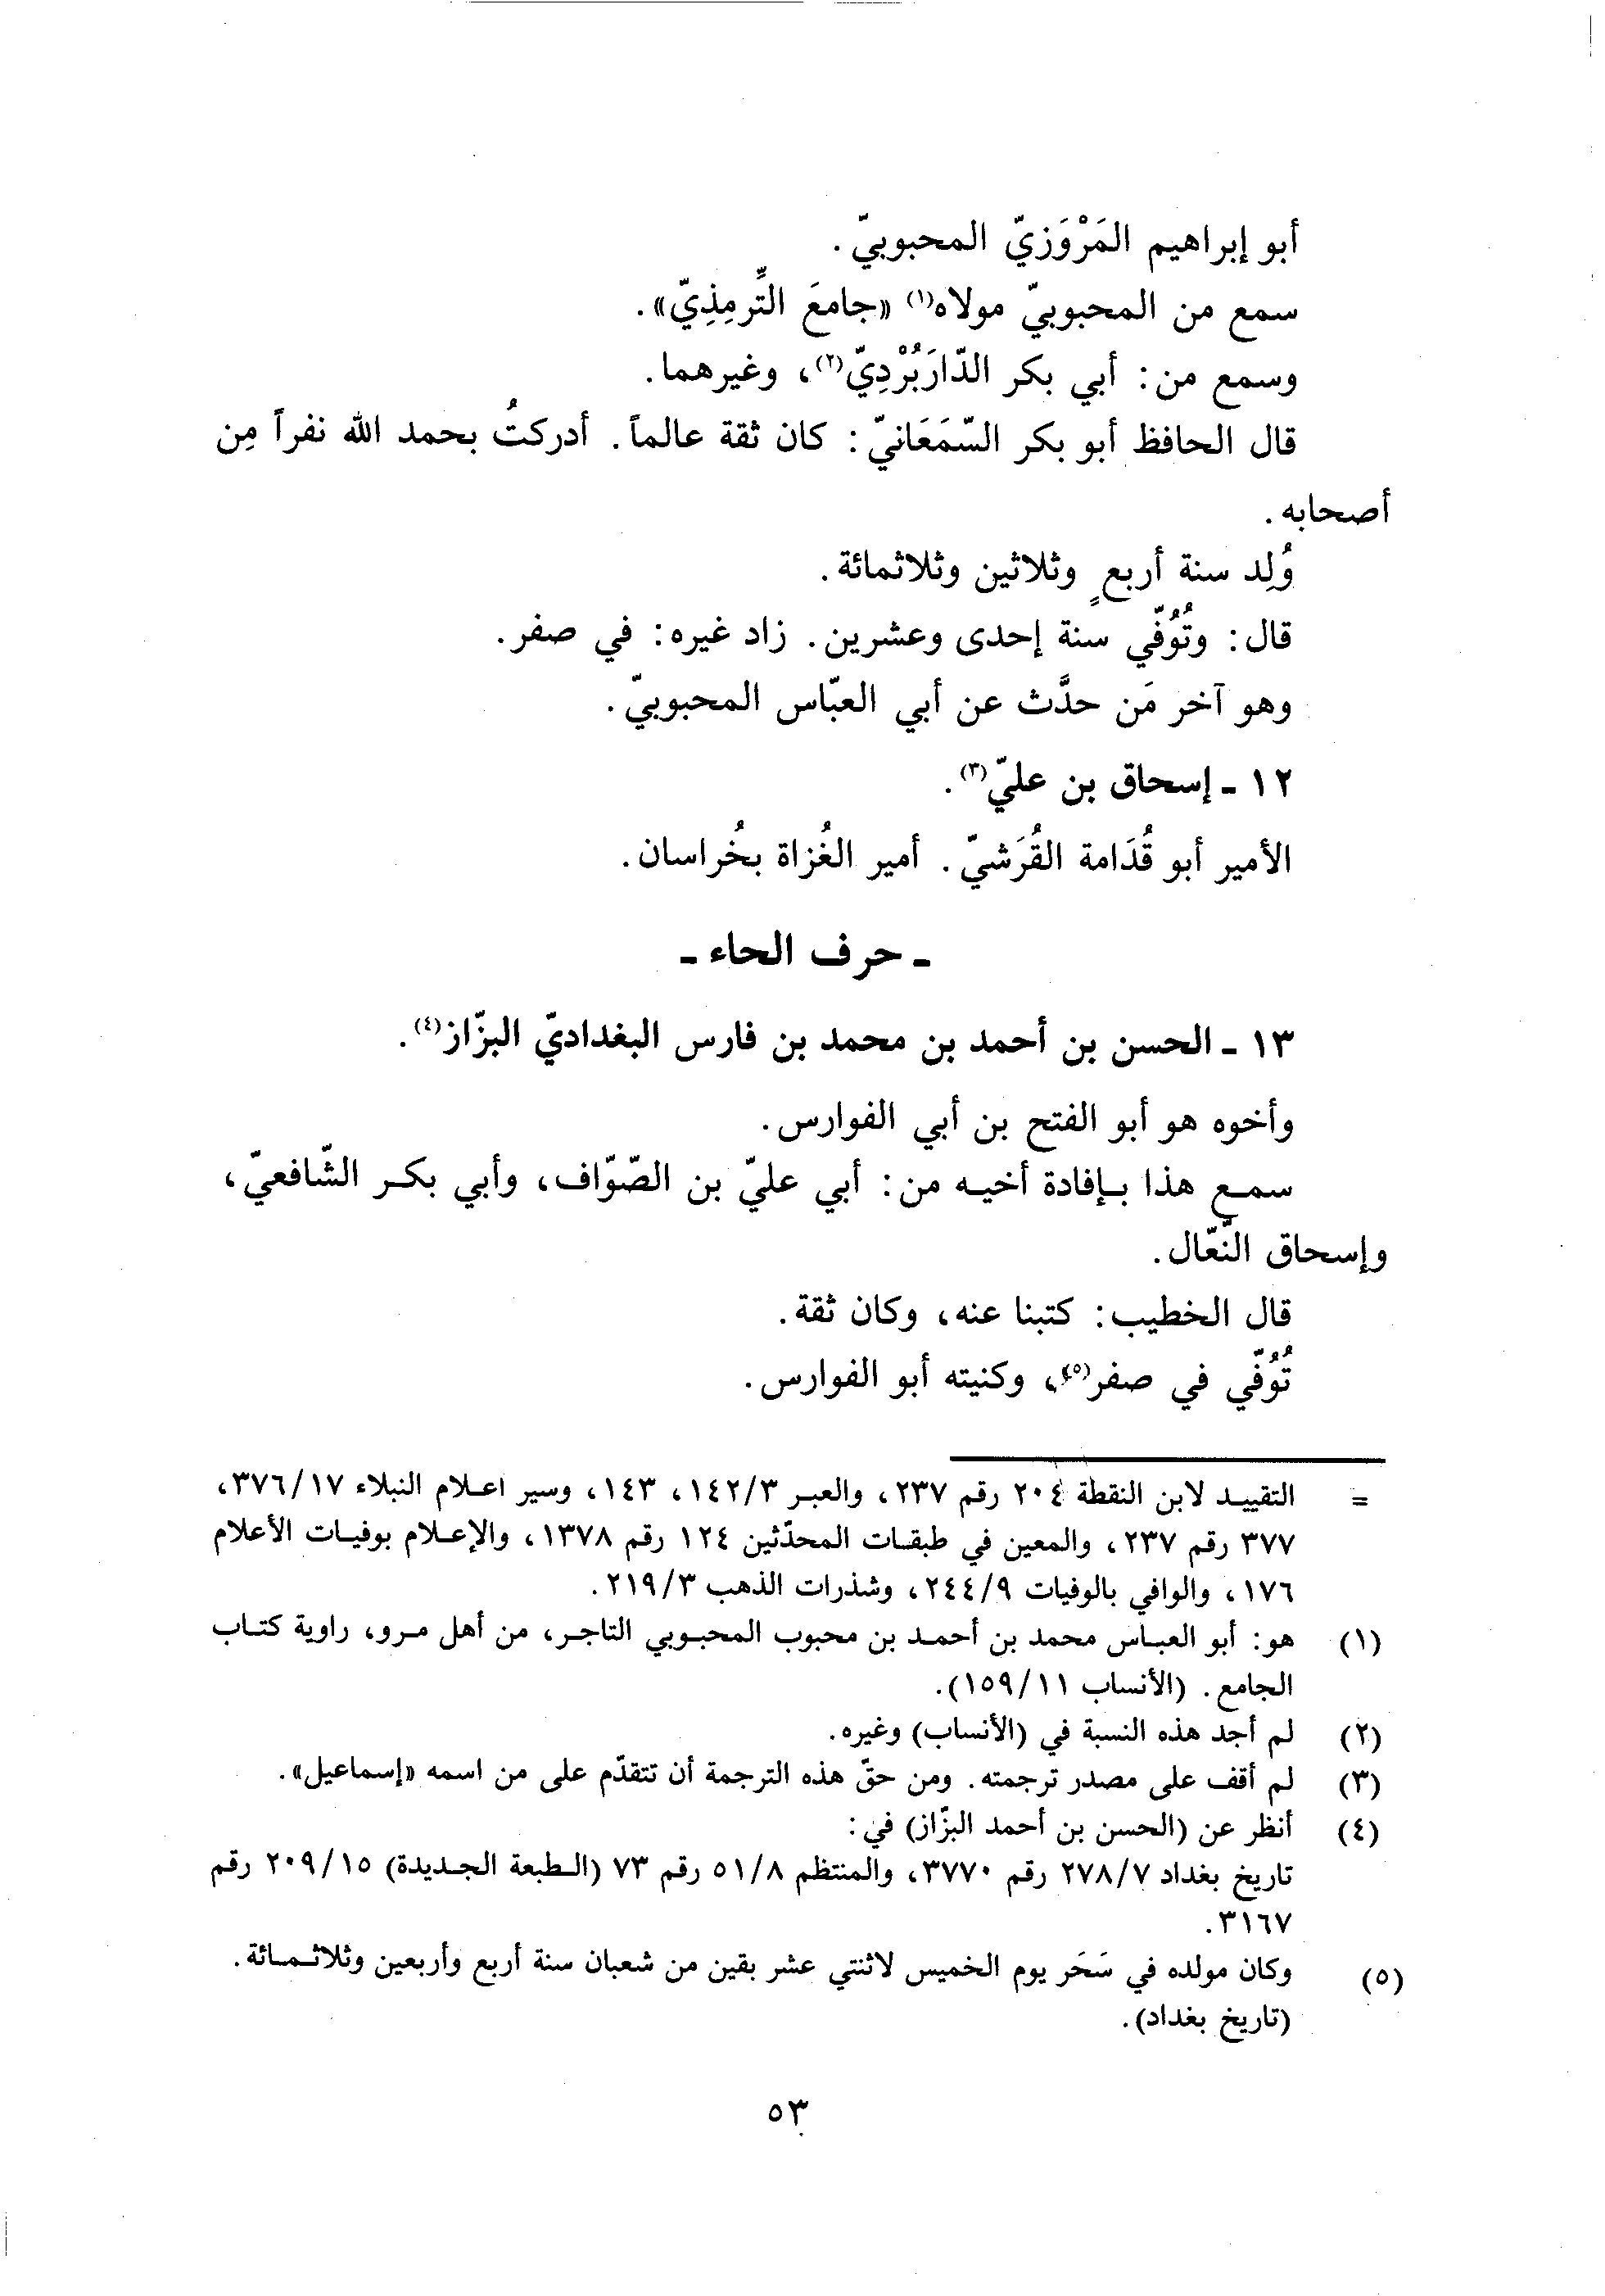 أبو إبراهيم المَرْوَزيّ المحبوبيّ.
سمع من المحبوبيّ مولاه(١) «جامعَ التِّرمِذِيّ».
وسمع من: أبي بكر الدّارَبُرْدِيّ(٢)، وغيرهما.
قال الحافظ أبو بكر السّمَعَانيّ: كان ثقة عالماً. أدركتُ بحمد الله نفراً مِن
أصحابه.
وُلِد سنة أربعٍ وثلاثين وثلاثمائة.
قال: وتُوُفّي سنة إحدى وعشرين. زاد غيره: في صفر.
وهو آخر مَن حدَّث عن أبي العبّاس المحبوبيّ.
١٢ ـ إسحاق بن عليّ(٣).
الأمير أبو قُدَامة القُرَشيّ. أمير الغُزاة بخُراسان.
ـ حرف الحاء ـ
١٣ ـ الحسن بن أحمد بن محمد بن فارس البغداديّ البزّاز(٤).
وأخوه هو أبو الفتح بن أبي الفوارس.
سمع هذا بإفادة أخيه من: أبي عليّ بن الصّوّاف، وأبي بكر الشّافعيّ،
وإسحاق النّعّال.
قال الخطيب: كتبنا عنه، وكان ثقة.
تُوُفّي في صفر(٥)، وكنيته أبو الفوارس.
= التقييد لابن النقطة ٢٠٤ رقم ٢٣٧، والعبر ١٤٢/٣، ١٤٣، وسير اعلام النبلاء ٣٧٦/١٧،
٣٧٧ رقم ٢٣٧، والمعين في طبقات المحدّثين ١٢٤ رقم ١٣٧٨، والإعلام بوفيات الأعلام
١٧٦، والوافي بالوفيات ٢٤٤/٩، وشذرات الذهب ٢١٩/٣.
(١) هو: أبو العباس محمد بن أحمد بن محبوب المحبوبي التاجر، من أهل مرو، راوية كتاب
الجامع. (الأنساب ١٥٩/١١).
(٢) لم أجد هذه النسبة في (الأنساب) وغيره.
(٣) لم أقف على مصدر ترجمته. ومن حقّ هذه الترجمة أن تتقدّم على من اسمه «إسماعيل».
(٤) أنظر عن (الحسن بن أحمد البزّاز) في:
تاريخ بغداد ٢٧٨/٧ رقم ٣٧٧٠، والمنتظم ٥١/٨ رقم ٧٣ (الطبعة الجديدة) ٢٠٩/١٥ رقم
٣١٦٧.
(٥) وكان مولده في سَحَر يوم الخميس لاثنتي عشر بقين من شعبان سنة أربع وأربعين وثلاثمائة.
(تاريخ بغداد).
٥٣